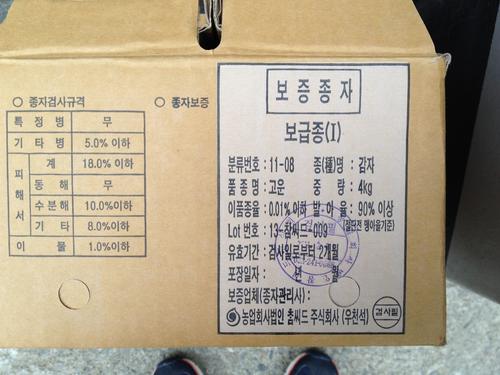 ○ 종자검사규격
○ 종자보증
특 정 병 무
기 타 병 5.0% 이하
피해서 계 18.0% 이하
동 해 무
수분해 10.0% 이하
기 타 8.0% 이하
이 물 1.0% 이하
보 증 종 자
보급종(I)
분류번호 : 11-08 종(種)명 : 감자
품 종 명 : 고운 중 량 : 4kg
이품종율 : 0.01% 이하 발 아 율 : 90% 이상
Lot 번호 : 13-참씨드-009 (절단전 맹아율기준)
유효기간 : 검사일로부터 2개월
포장일자 : 년 월
보증업체(종자관리사) :
농업회사법인 참씨드 주식회사 (우천석)
검사필